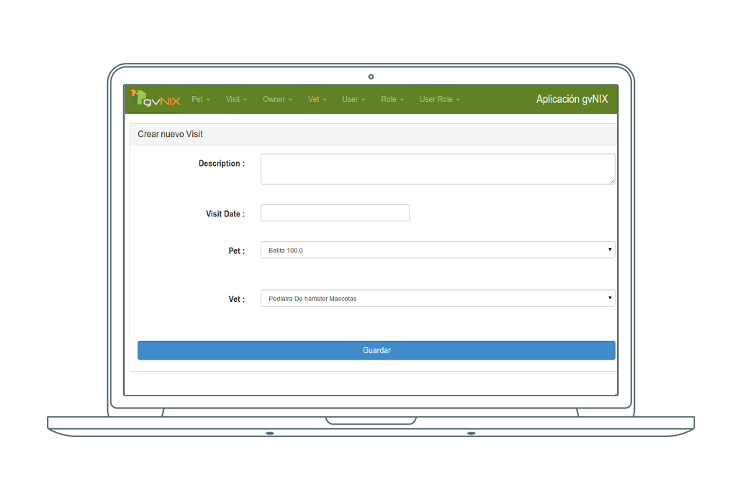 gvNIX Pet Visit Owner Vet User Role User Role Aplicación gvNIX
Crear nuevo Visit
Description :
Visit Date :
Pet : Bolita 100.0
Vet : Pediatra De hámster Mascotas
Guardar